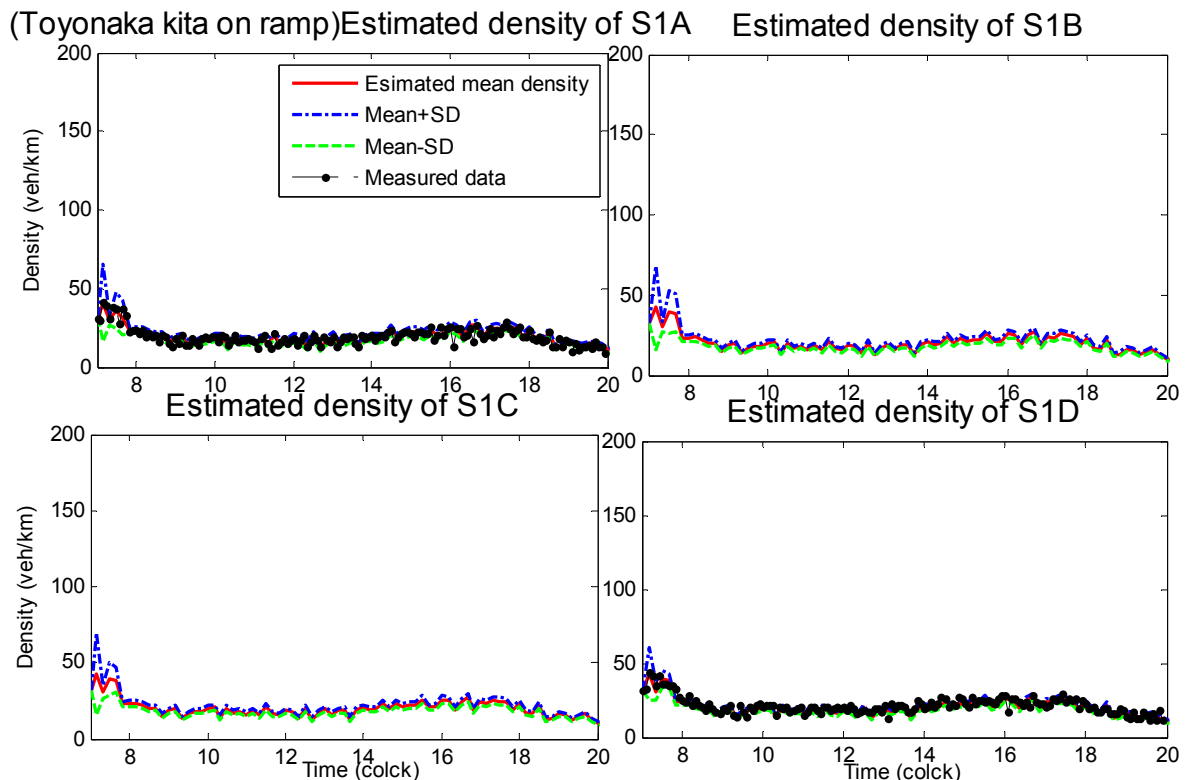 (Toyonaka kita on ramp)Estimated density of S1A
Estimated density of S1B
200
150
100
50
0
Density (veh/km)
Esimated mean density
Mean+SD
Mean-SD
Measured data
8 10 12 14 16 18 20
200
150
100
50
0
8 10 12 14 16 18 20
Estimated density of S1C
Estimated density of S1D
200
150
100
50
0
Density (veh/km)
8 10 12 14 16 18 20
Time (colck)
200
150
100
50
0
8 10 12 14 16 18 20
Time (colck)